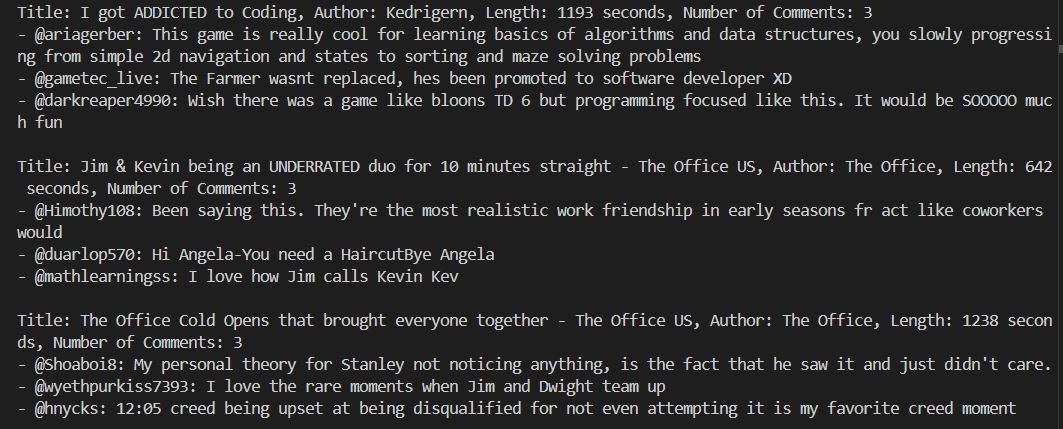 Title: I got ADDICTED to Coding, Author: Kedrigern, Length: 1193 seconds, Number of Comments: 3
- @ariagerber: This game is really cool for learning basics of algorithms and data structures, you slowly progressi
ng from simple 2d navigation and states to sorting and maze solving problems
- @gametec_live: The Farmer wasnt replaced, hes been promoted to software developer XD
- @darkreaper4990: Wish there was a game like bloons TD 6 but programming focused like this. It would be SOOOOO muc
h fun
Title: Jim & Kevin being an UNDERRATED duo for 10 minutes straight - The Office US, Author: The Office, Length: 642
 seconds, Number of Comments: 3
- @Himothy108: Been saying this. They're the most realistic work friendship in early seasons fr act like coworkers
would
- @duarlop570: Hi Angela-You need a HaircutBye Angela
- @mathlearningss: I love how Jim calls Kevin Kev
Title: The Office Cold Opens that brought everyone together - The Office US, Author: The Office, Length: 1238 secon
ds, Number of Comments: 3
- @Shoaboi8: My personal theory for Stanley not noticing anything, is the fact that he saw it and just didn't care.
- @wyethpurkiss7393: I love the rare moments when Jim and Dwight team up
- @hnycks: 12:05 creed being upset at being disqualified for not even attempting it is my favorite creed moment